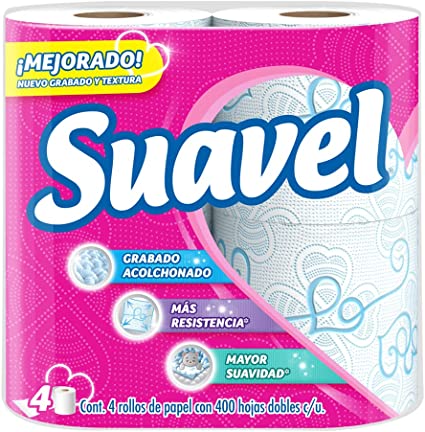 ¡MEJORADO!
NUEVO GRABADO Y TEXTURA
Suavel
GRABADO
ACOLCHONADO
MÁS
RESISTENCIA*
MAYOR
SUAVIDAD*
4
Cont. 4 rollos de papel con 400 hojas dobles c/u.